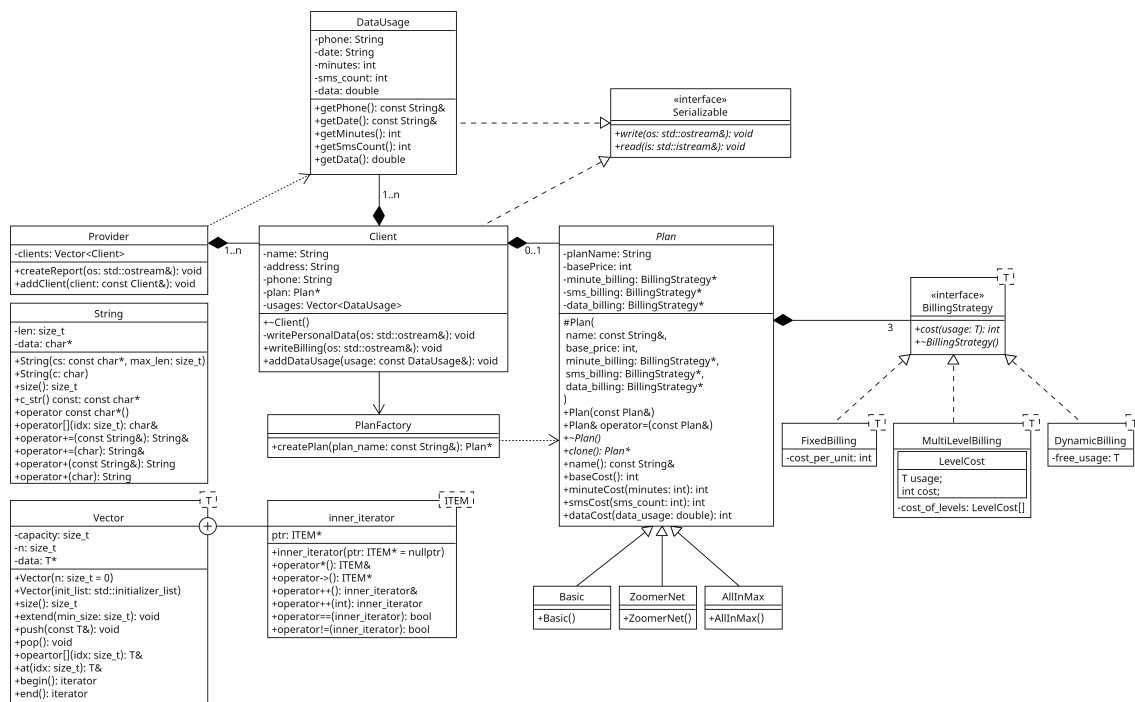 DataUsage
-phone: String
-date: String
-minutes: int
-sms_count: int
-data: double
+getPhone(): const String&
+getDate(): const String&
+getMinutes(): int
+getSmsCount(): int
+getData(): double
«interface»
Serializable
+write(os: std::ostream&): void
+read(is: std::istream&): void
1..n
Provider
-clients: Vector<Client>
+createReport(os: std::ostream&): void
+addClient(client: const Client&): void
1..n
Client
-name: String
-address: String
-phone: String
-plan: Plan*
-usages: Vector<DataUsage>
+~Client()
-writePersonalData(os: std::ostream&): void
+writeBilling(os: std::ostream&): void
+addDataUsage(usage: const DataUsage&): void
0..1
Plan
-planName: String
-basePrice: int
-minute_billing: BillingStrategy*
-sms_billing: BillingStrategy*
-data_billing: BillingStrategy*
#Plan(
name: const String&,
base_price: int,
minute_billing: BillingStrategy*,
sms_billing: BillingStrategy*,
data_billing: BillingStrategy*
)
+Plan(const Plan&)
+Plan& operator=(const Plan&)
+~Plan()
+clone(): Plan*
+name(): const String&
+baseCost(): int
+minuteCost(minutes: int): int
+smsCost(sms_count: int): int
+dataCost(data_usage: double): int
3
T
«interface»
BillingStrategy
+cost(usage: T): int
+~BillingStrategy()
String
-len: size_t
-data: char*
+String(cs: const char*, max_len: size_t)
+String(c: char)
+size(): size_t
+c_str() const: const char*
+operator const char*()
+operator[](idx: size_t): char&
+operator+=(const String&): String&
+operator+=(char): String&
+operator+(const String&): String
+operator+(char): String
PlanFactory
+createPlan(plan_name: const String&): Plan*
T
FixedBilling
-cost_per_unit: int
T
MultiLevelBilling
LevelCost
T usage;
int cost;
-cost_of_levels: LevelCost[]
DynamicBilling
-free_usage: T
T
Vector
-capacity: size_t
-n: size_t
-data: T*
+Vector(n: size_t = 0)
+Vector(init_list: std::initializer_list)
+size(): size_t
+extend(min_size: size_t): void
+push(const T&): void
+pop(): void
+opeartor[](idx: size_t): T&
+at(idx: size_t): T&
+begin(): iterator
+end(): iterator
ITEM
inner_iterator
ptr: ITEM*
+inner_iterator(ptr: ITEM* = nullptr)
+operator*(): ITEM&
+operator->(): ITEM*
+operator++(): inner_iterator&
+operator++(int): inner_iterator
+operator==(inner_iterator): bool
+operator!=(inner_iterator): bool
Basic
+Basic()
ZoomerNet
+ZoomerNet()
AllInMax
+AllInMax()